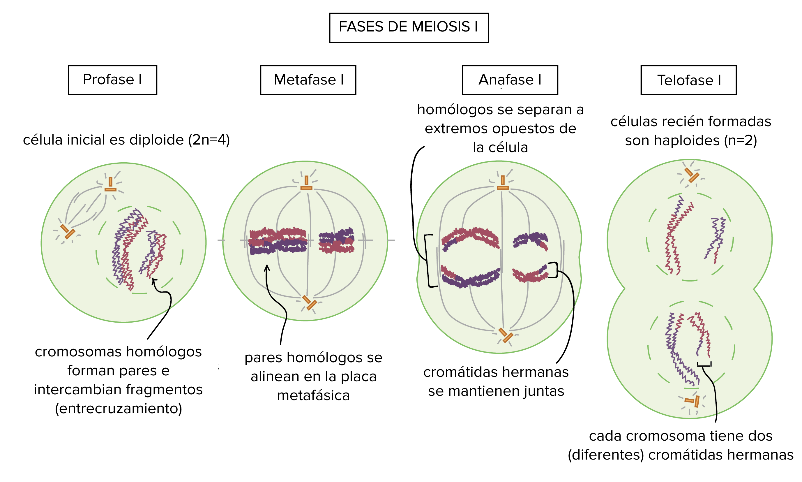 FASES DE MEIOSIS I
Profase I
Metafase I
Anafase I
Telofase I
célula inicial es diploide (2n=4)
homólogos se separan a
extremos opuestos de
la célula
células recién formadas
son haploides (n=2)
cromosomas homólogos
forman pares e
intercambian fragmentos
(entrecruzamiento)
pares homólogos se
alinean en la placa
metafásica
cromátidas hermanas
se mantienen juntas
cada cromosoma tiene dos
(diferentes) cromátidas hermanas